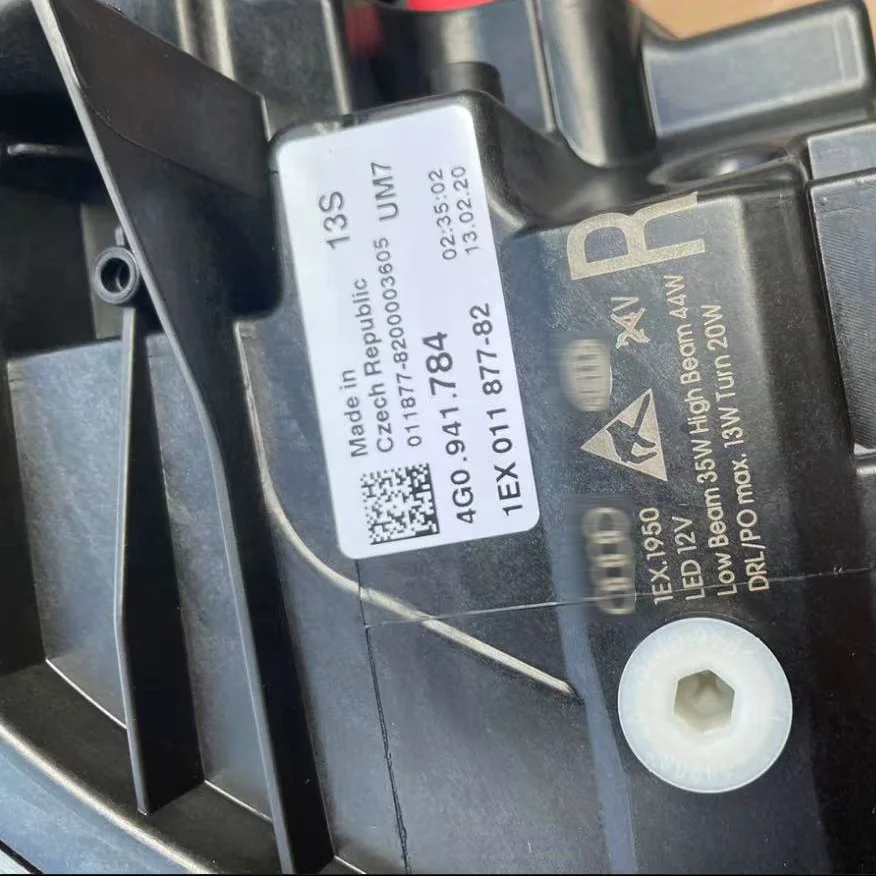 13S
Made in
Czech Republic
011877-8200003605 UM7
02:35:02
13.02.20
4G0.941.784
1EX 011 877-82
R
24V
1EX.1950
LED 12V
Low Beam 35W High Beam 44W
DRL/PO max. 13W Turn 20W